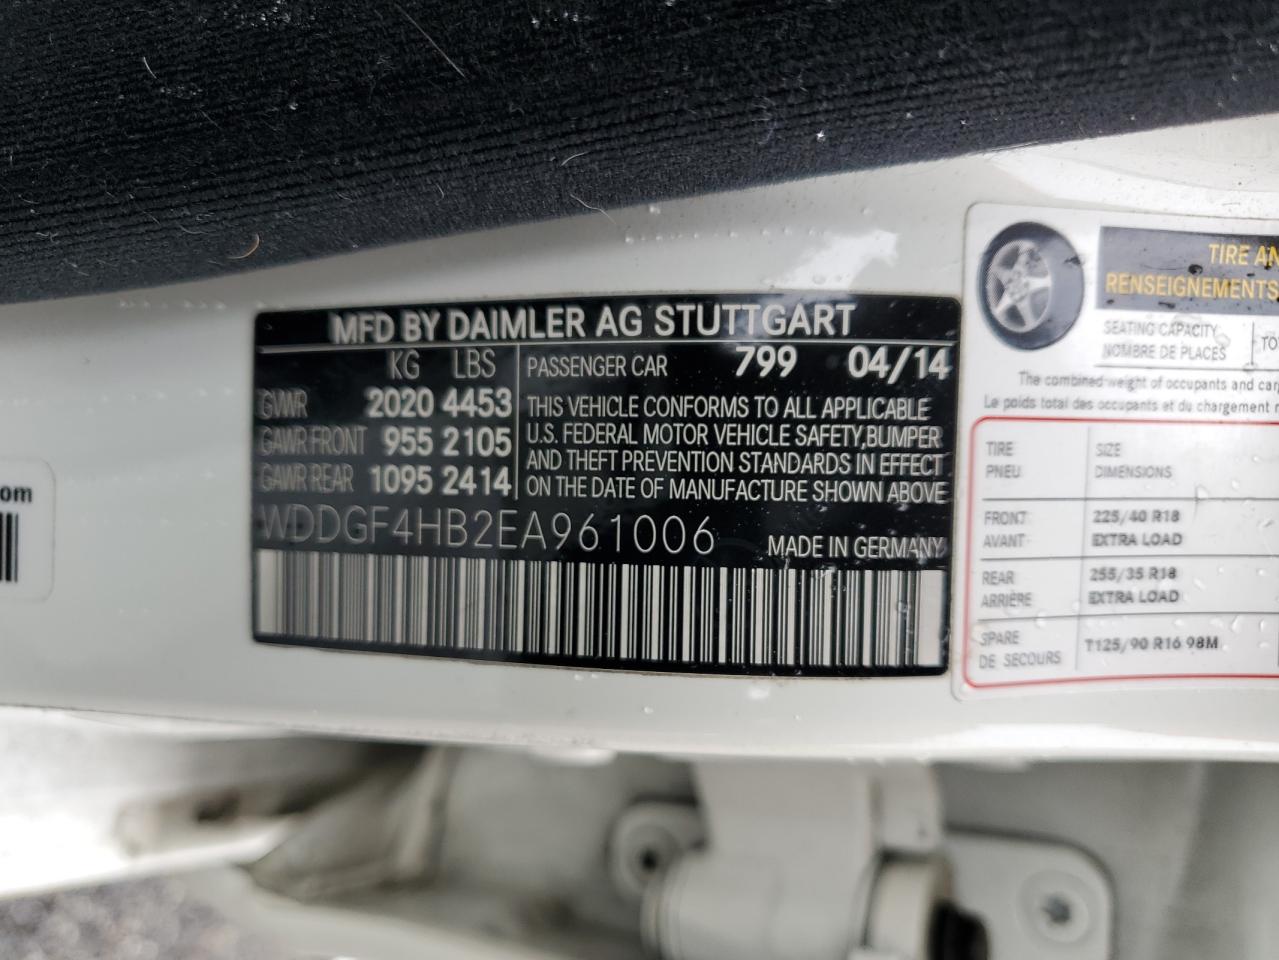 MFD BY DAIMLER AG STUTTGART
KG LBS
GVWR 2020 4453
GAWR FRONT 955 2105
GAWR REAR 1095 2414
PASSENGER CAR 799 04/14
THIS VEHICLE CONFORMS TO ALL APPLICABLE
U.S. FEDERAL MOTOR VEHICLE SAFETY,BUMPER
AND THEFT PREVENTION STANDARDS IN EFFECT
ON THE DATE OF MANUFACTURE SHOWN ABOVE
WDDGF4HB2EA961006
MADE IN GERMANY
TIRE AN
RENSEIGNEMENTS
SEATING CAPACITY
NOMBRE DE PLACES
TO
The combined weight of occupants and car
Le poids total des occupants et du chargement
TIRE SIZE
PNEU DIMENSIONS
FRONT 225/40 R18
AVANT EXTRA LOAD
REAR 255/35 R18
ARRIÈRE EXTRA LOAD
SPARE T125/90 R16 98M
DE SECOURS
om